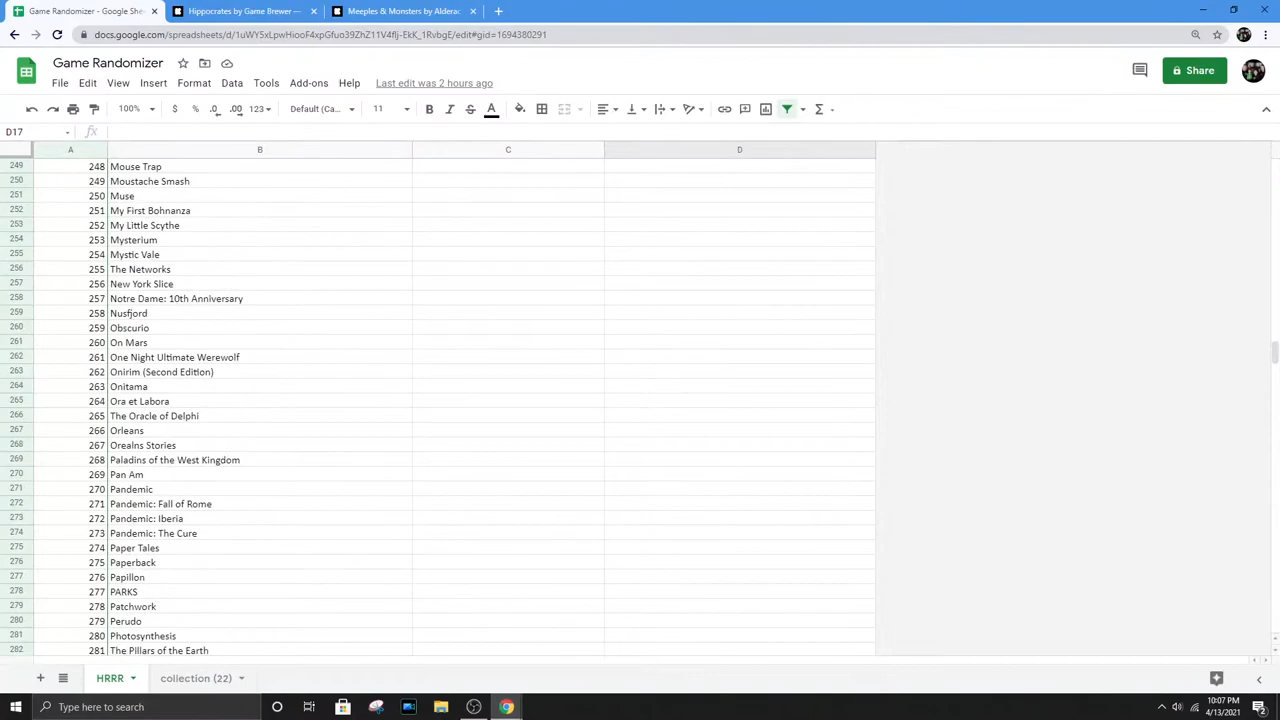 Game Randomizer - Google She
Hippocrates by Game Brewer —
Meeples & Monsters by Alderac
docs.google.com/spreadsheets/d/1uWY5xLpwHiooF4xpGfuo39ZhZ11V4flj-EkK_1RvbgE/edit#gid=1694380291
Game Randomizer
Share
File Edit View Insert Format Data Tools Add-ons Help Last edit was 2 hours ago
100% $ % .0 .00 123 Default (Ca... 11 B I S A
D17 fx
A B C D
249 248 Mouse Trap
250 249 Moustache Smash
251 250 Muse
252 251 My First Bohnanza
253 252 My Little Scythe
254 253 Mysterium
255 254 Mystic Vale
256 255 The Networks
257 256 New York Slice
258 257 Notre Dame: 10th Anniversary
259 258 Nusfjord
260 259 Obscurio
261 260 On Mars
262 261 One Night Ultimate Werewolf
263 262 Onirim (Second Edition)
264 263 Onitama
265 264 Ora et Labora
266 265 The Oracle of Delphi
267 266 Orleans
268 267 Orealns Stories
269 268 Paladins of the West Kingdom
270 269 Pan Am
271 270 Pandemic
272 271 Pandemic: Fall of Rome
273 272 Pandemic: Iberia
274 273 Pandemic: The Cure
275 274 Paper Tales
276 275 Paperback
277 276 Papillon
278 277 PARKS
279 278 Patchwork
280 279 Perudo
281 280 Photosynthesis
282 281 The Pillars of the Earth
HRRR collection (22)
Type here to search
10:07 PM
4/13/2021
2